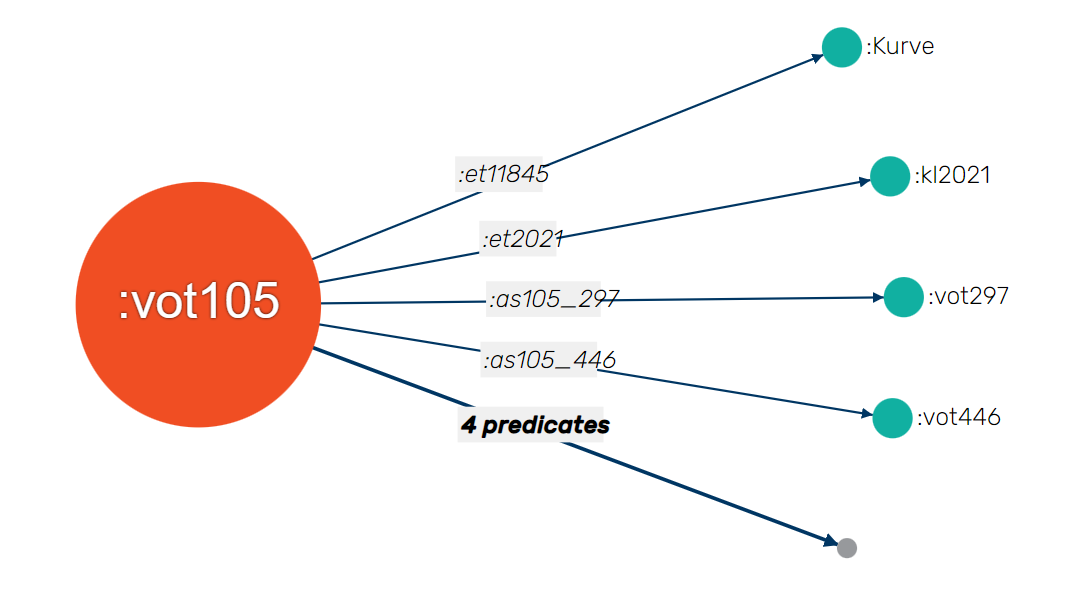 :Kurve
:et11845
:kl2021
:et2021
:vot105
:as105_297
:vot297
:as105_446
:vot446
4 predicates